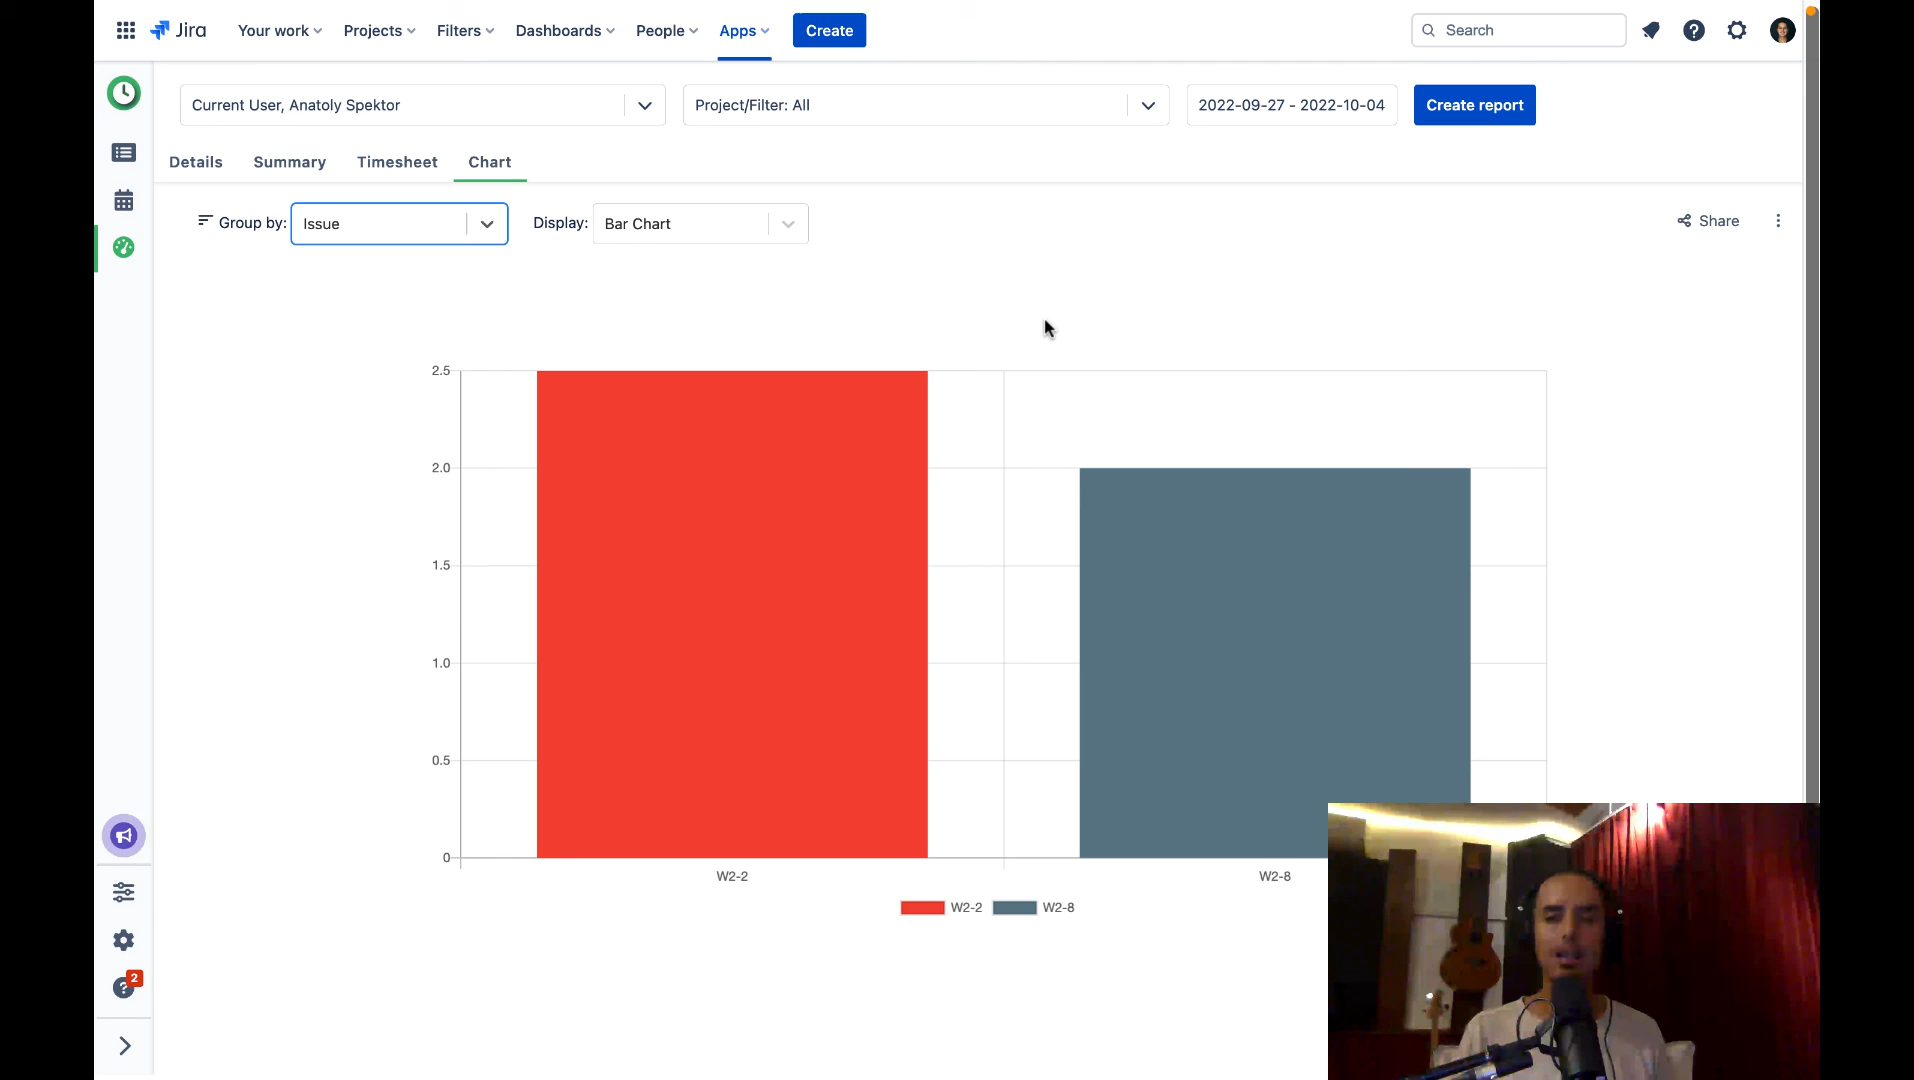 Jira Your work Projects Filters Dashboards People Apps Create Search
Current User, Anatoly Spektor Project/Filter: All 2022-09-27 - 2022-10-04 Create report
Details Summary Timesheet Chart
Group by: Issue Display: Bar Chart Share
2.5
2.0
1.5
1.0
0.5
0
W2-2 W2-8
W2-2 W2-8
2